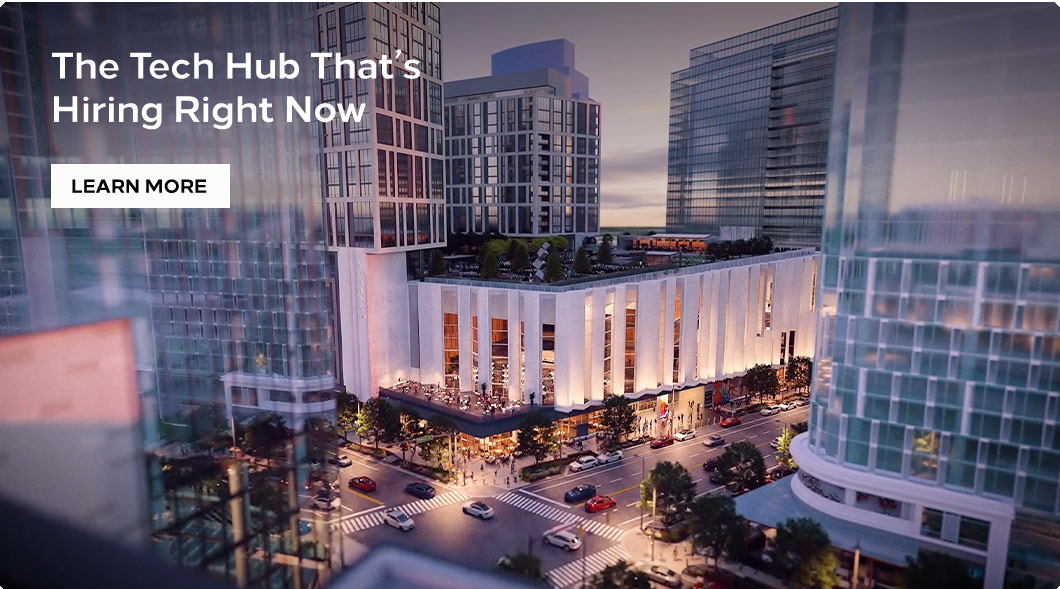 The Tech Hub That's
Hiring Right Now
LEARN MORE